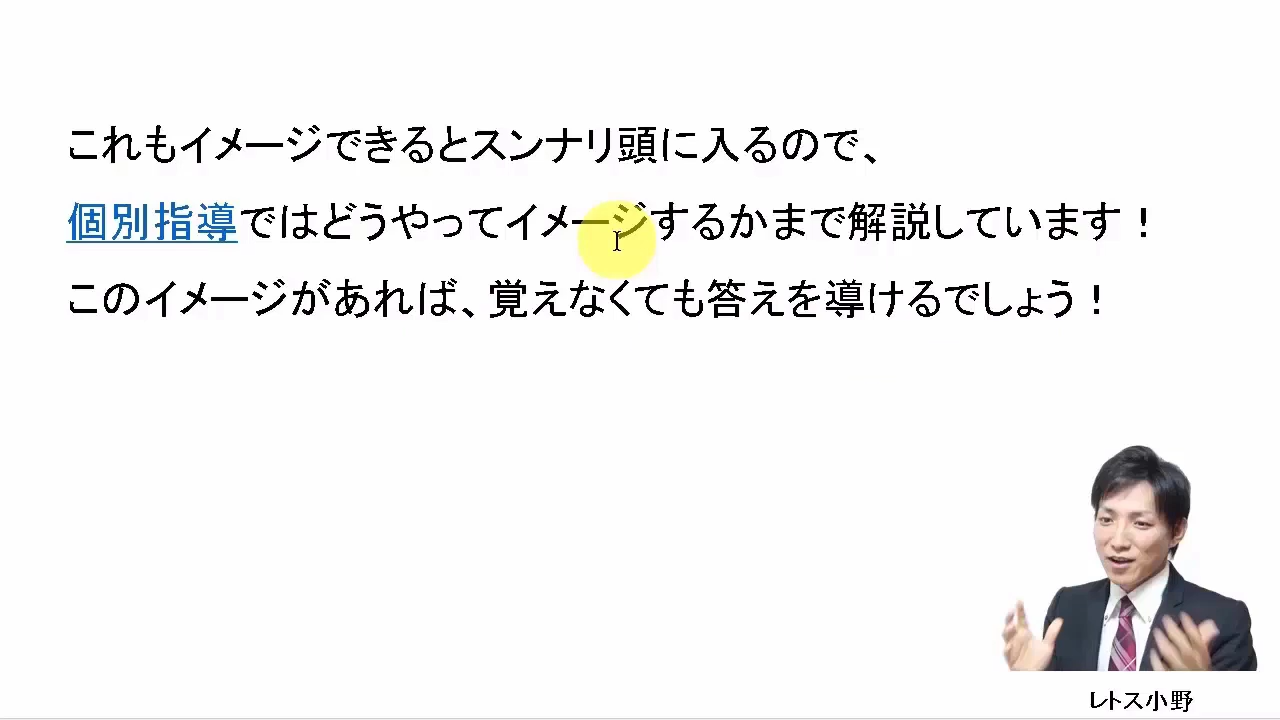 これもイメージできるとスンナリ頭に入るので、
個別指導ではどうやってイメージするかまで解説しています！
このイメージがあれば、覚えなくても答えを導けるでしょう！
レトス小野